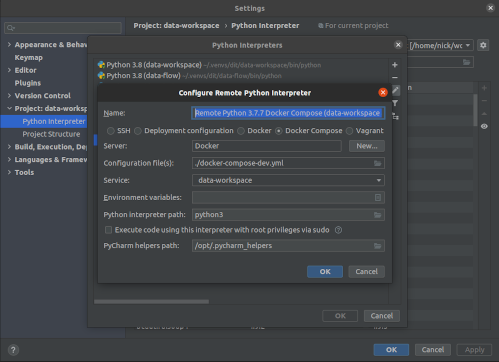 Settings
Project: data-workspace › Python Interpreter
For current project
Appearance & Behav
Keymap
Editor
Plugins
Version Control
Project: data-worksp
Python Interpreter
Project Structure
Build, Execution, Dep
Languages & Framew
Tools
[/home/nick/wo
Python Interpreters
Python 3.8 (data-workspace) ~/.venvs/dit/data-workspace/bin/python
Python 3.8 (data-flow) ~/.venvs/dit/data-flow/bin/python
Configure Remote Python Interpreter
Name:
Remote Python 3.7.7 Docker Compose (data-workspace
SSH
Deployment configuration
Docker
Docker Compose
Vagrant
Server:
Docker
New...
Configuration file(s):
./docker-compose-dev.yml
Service:
data-workspace
Environment variables:
Python interpreter path:
python3
Execute code using this interpreter with root privileges via sudo
PyCharm helpers path:
/opt/.pycharm_helpers
OK
Cancel
OK
Cancel
OK
Cancel
Apply